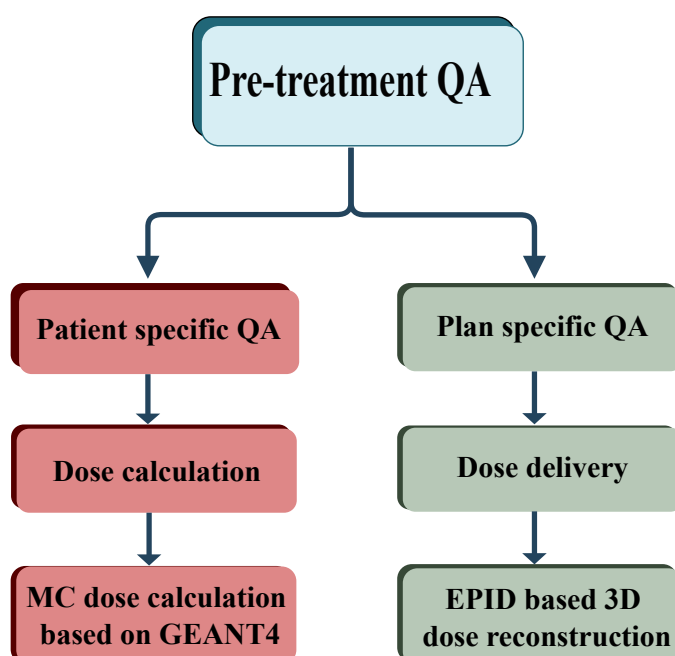 Pre-treatment QA
Patient specific QA
Plan specific QA
Dose calculation
Dose delivery
MC dose calculation
based on GEANT4
EPID based 3D
dose reconstruction